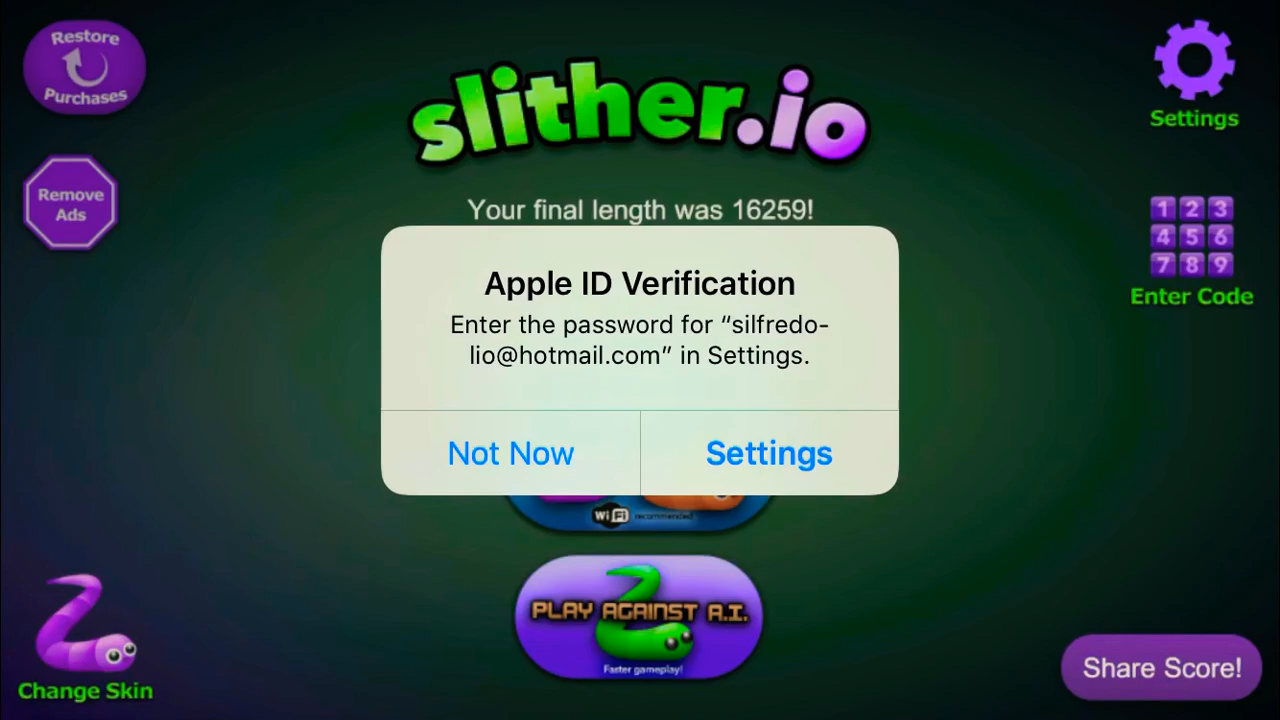 Restore
Purchases
Remove
Ads
slither.io
Your final length was 16259!
Apple ID Verification
Enter the password for “silfredo-
lio@hotmail.com” in Settings.
Not Now
Settings
Settings
1 2 3
4 5 6
7 8 9
Enter Code
WiFi recommended
PLAY AGAINST A.I.
Faster gameplay!
Change Skin
Share Score!